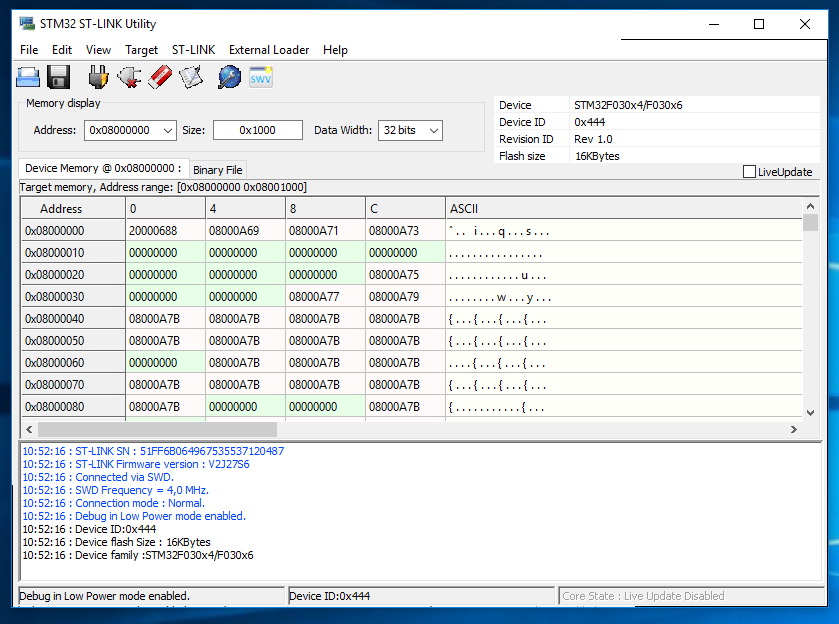 STM32 ST-LINK Utility
File Edit View Target ST-LINK External Loader Help
SWV
Memory display
Address: 0x08000000 Size: 0x1000 Data Width: 32 bits
Device STM32F030x4/F030x6
Device ID 0x444
Revision ID Rev 1.0
Flash size 16KBytes
LiveUpdate
Device Memory @ 0x08000000 : Binary File
Target memory, Address range: [0x08000000 0x08001000]
Address 0 4 8 C ASCII
0x08000000 20000688 08000A69 08000A71 08000A73 ˆ.. i...q...s...
0x08000010 00000000 00000000 00000000 00000000 ................
0x08000020 00000000 00000000 00000000 08000A75 ............u...
0x08000030 00000000 00000000 08000A77 08000A79 ........w...y...
0x08000040 08000A7B 08000A7B 08000A7B 08000A7B {...{...{...{...
0x08000050 08000A7B 08000A7B 08000A7B 08000A7B {...{...{...{...
0x08000060 00000000 08000A7B 08000A7B 08000A7B ....{...{...{...
0x08000070 08000A7B 08000A7B 08000A7B 08000A7B {...{...{...{...
0x08000080 08000A7B 00000000 00000000 08000A7B {...........{...
10:52:16 : ST-LINK SN : 51FF6B064967535537120487
10:52:16 : ST-LINK Firmware version : V2J27S6
10:52:16 : Connected via SWD.
10:52:16 : SWD Frequency = 4,0 MHz.
10:52:16 : Connection mode : Normal.
10:52:16 : Debug in Low Power mode enabled.
10:52:16 : Device ID:0x444
10:52:16 : Device flash Size : 16KBytes
10:52:16 : Device family :STM32F030x4/F030x6
Debug in Low Power mode enabled. Device ID:0x444 Core State : Live Update Disabled